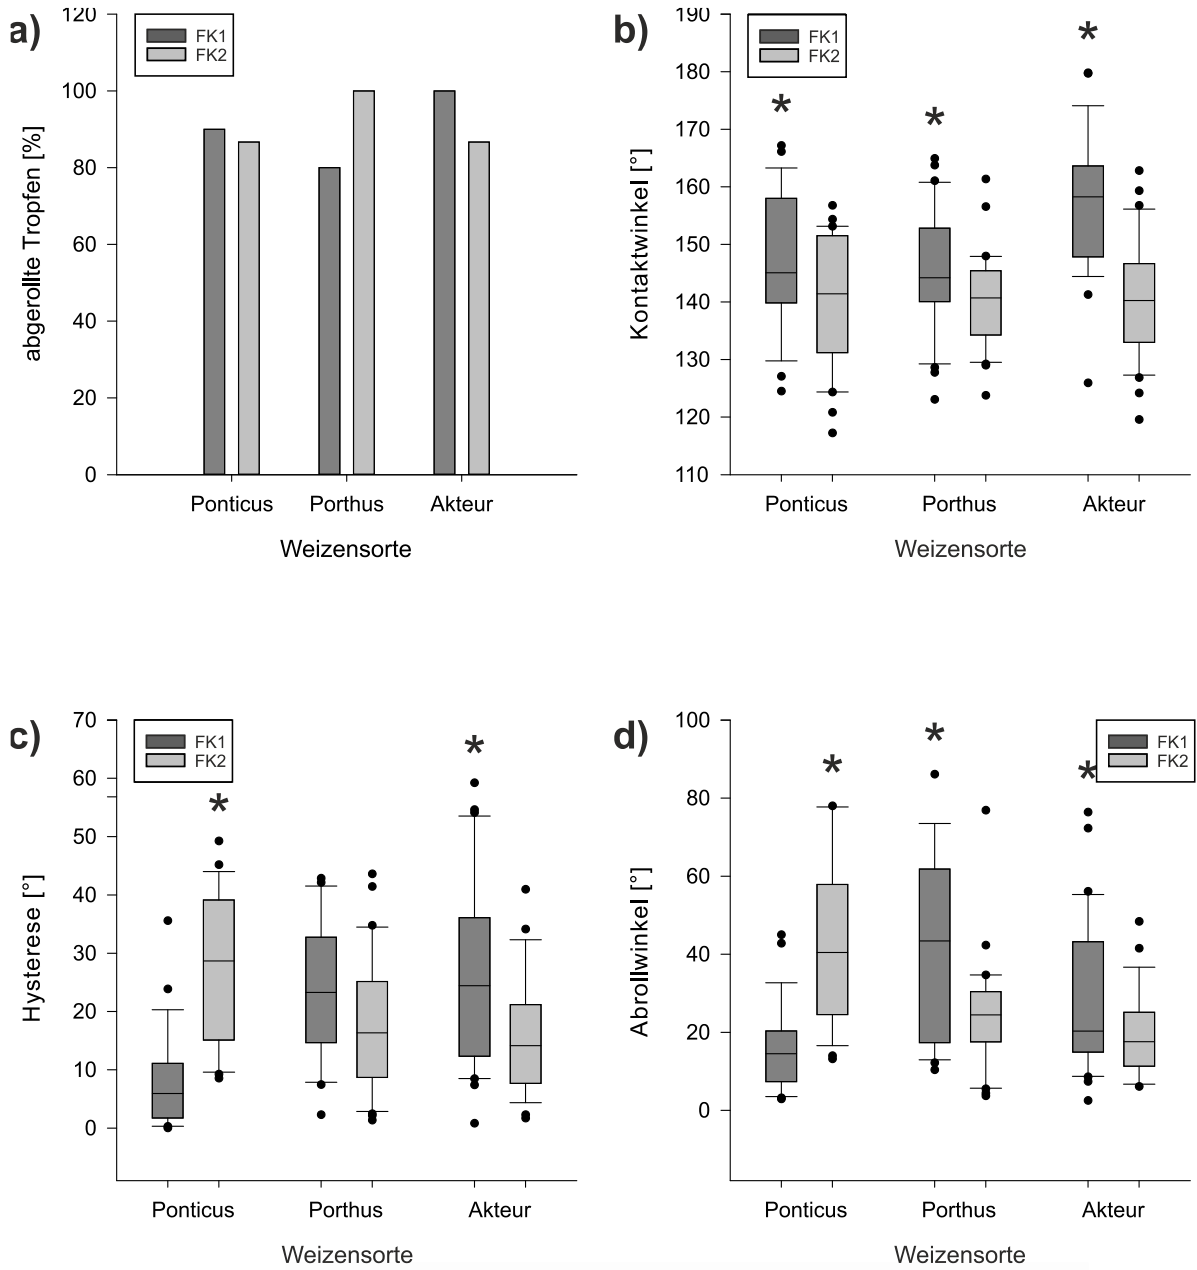 a)
120
100
80
60
40
20
0
abgerollte Tropfen [%]
FK1
FK2
Ponticus Porthus Akteur
Weizensorte
b)
190
180
170
160
150
140
130
120
110
Kontaktwinkel [°]
FK1
FK2
*
*
*
Ponticus Porthus Akteur
Weizensorte
c)
70
60
50
40
30
20
10
0
Hysterese [°]
FK1
FK2
*
*
Ponticus Porthus Akteur
Weizensorte
d)
100
80
60
40
20
0
Abrollwinkel [°]
FK1
FK2
*
*
*
Ponticus Porthus Akteur
Weizensorte